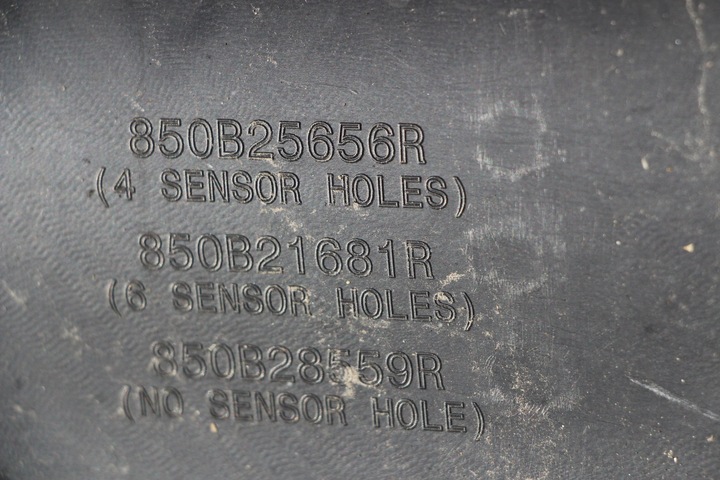 850B25656R
(4 SENSOR HOLES)
850B21681R
(6 SENSOR HOLES)
850B28559R
(NO SENSOR HOLE)